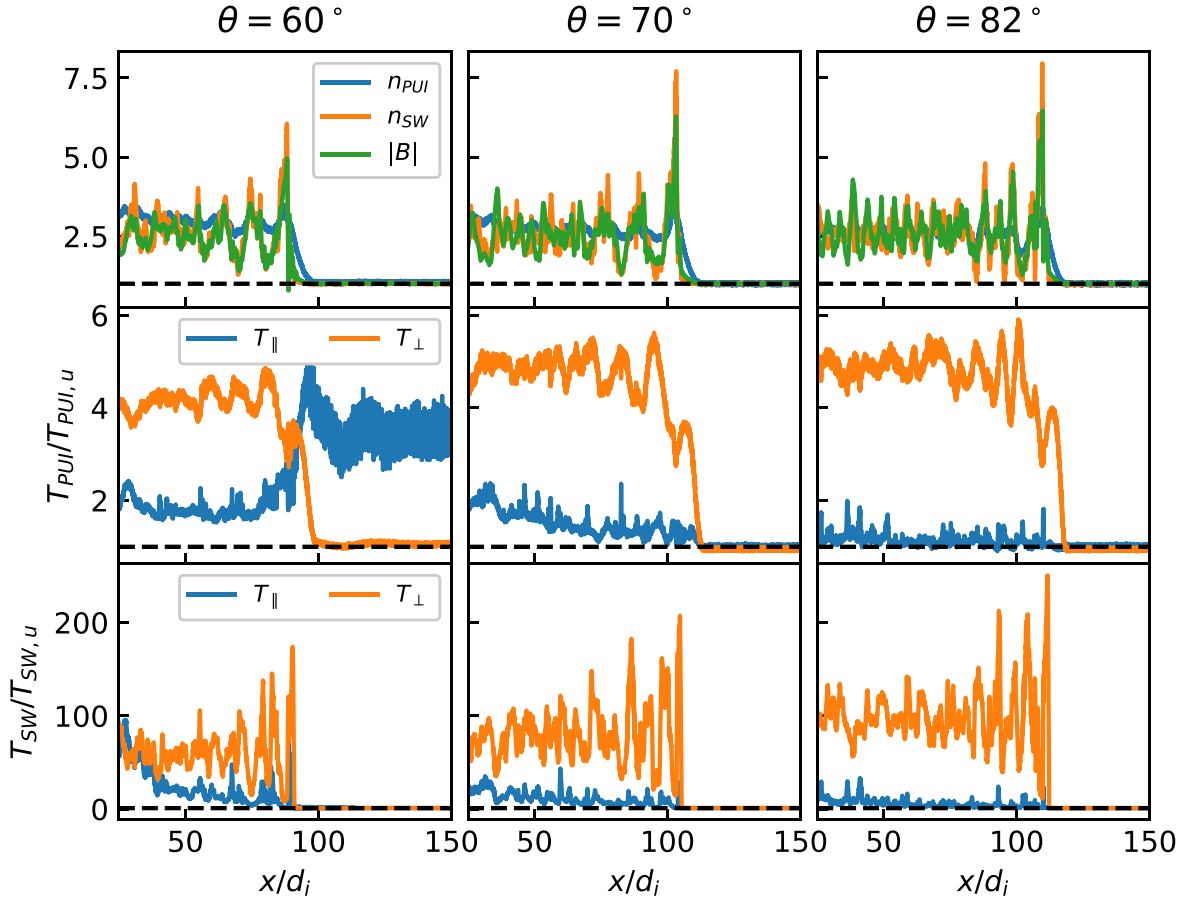 θ = 60° θ = 70° θ = 82°
7.5
5.0
2.5
n_PUI
n_SW
|B|
T_PUI/T_PUI,u
6
4
2
T_∥ T_⊥
T_SW/T_SW,u
200
100
0
T_∥ T_⊥
50 100 150 50 100 150 50 100 150
x/d_i x/d_i x/d_i